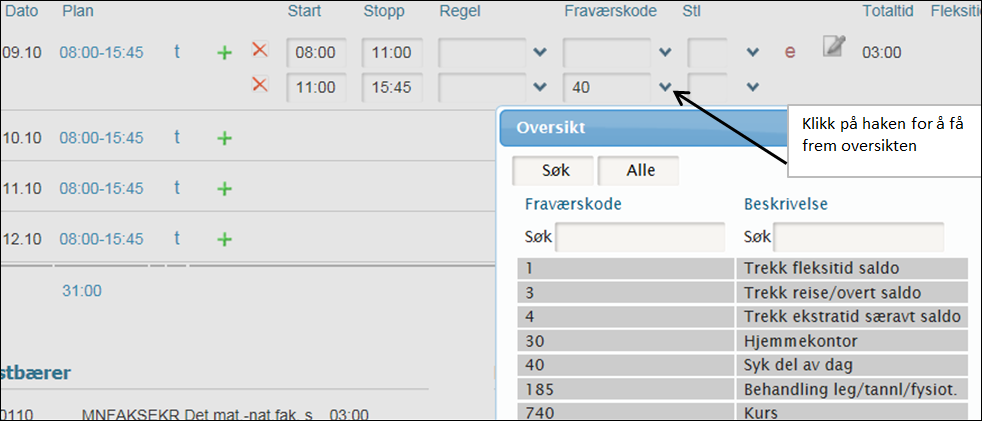 Dato Plan Start Stopp Regel Fraværskode Stl Totaltid Fleksitid
09.10 08:00-15:45 t + 08:00 11:00 e 03:00
11:00 15:45 40
Klikk på haken for å få
frem oversikten
10.10 08:00-15:45 t +
11.10 08:00-15:45 t +
12.10 08:00-15:45 t +
31:00
Oversikt
Søk Alle
Fraværskode Beskrivelse
Søk Søk
1 Trekk fleksitid saldo
3 Trekk reise/overt saldo
4 Trekk ekstratid særavt saldo
30 Hjemmekontor
40 Syk del av dag
185 Behandling leg/tannl/fysiot.
740 Kurs
stbærer
0110 MNFAKSEKR Det mat -nat fak. s 03:00